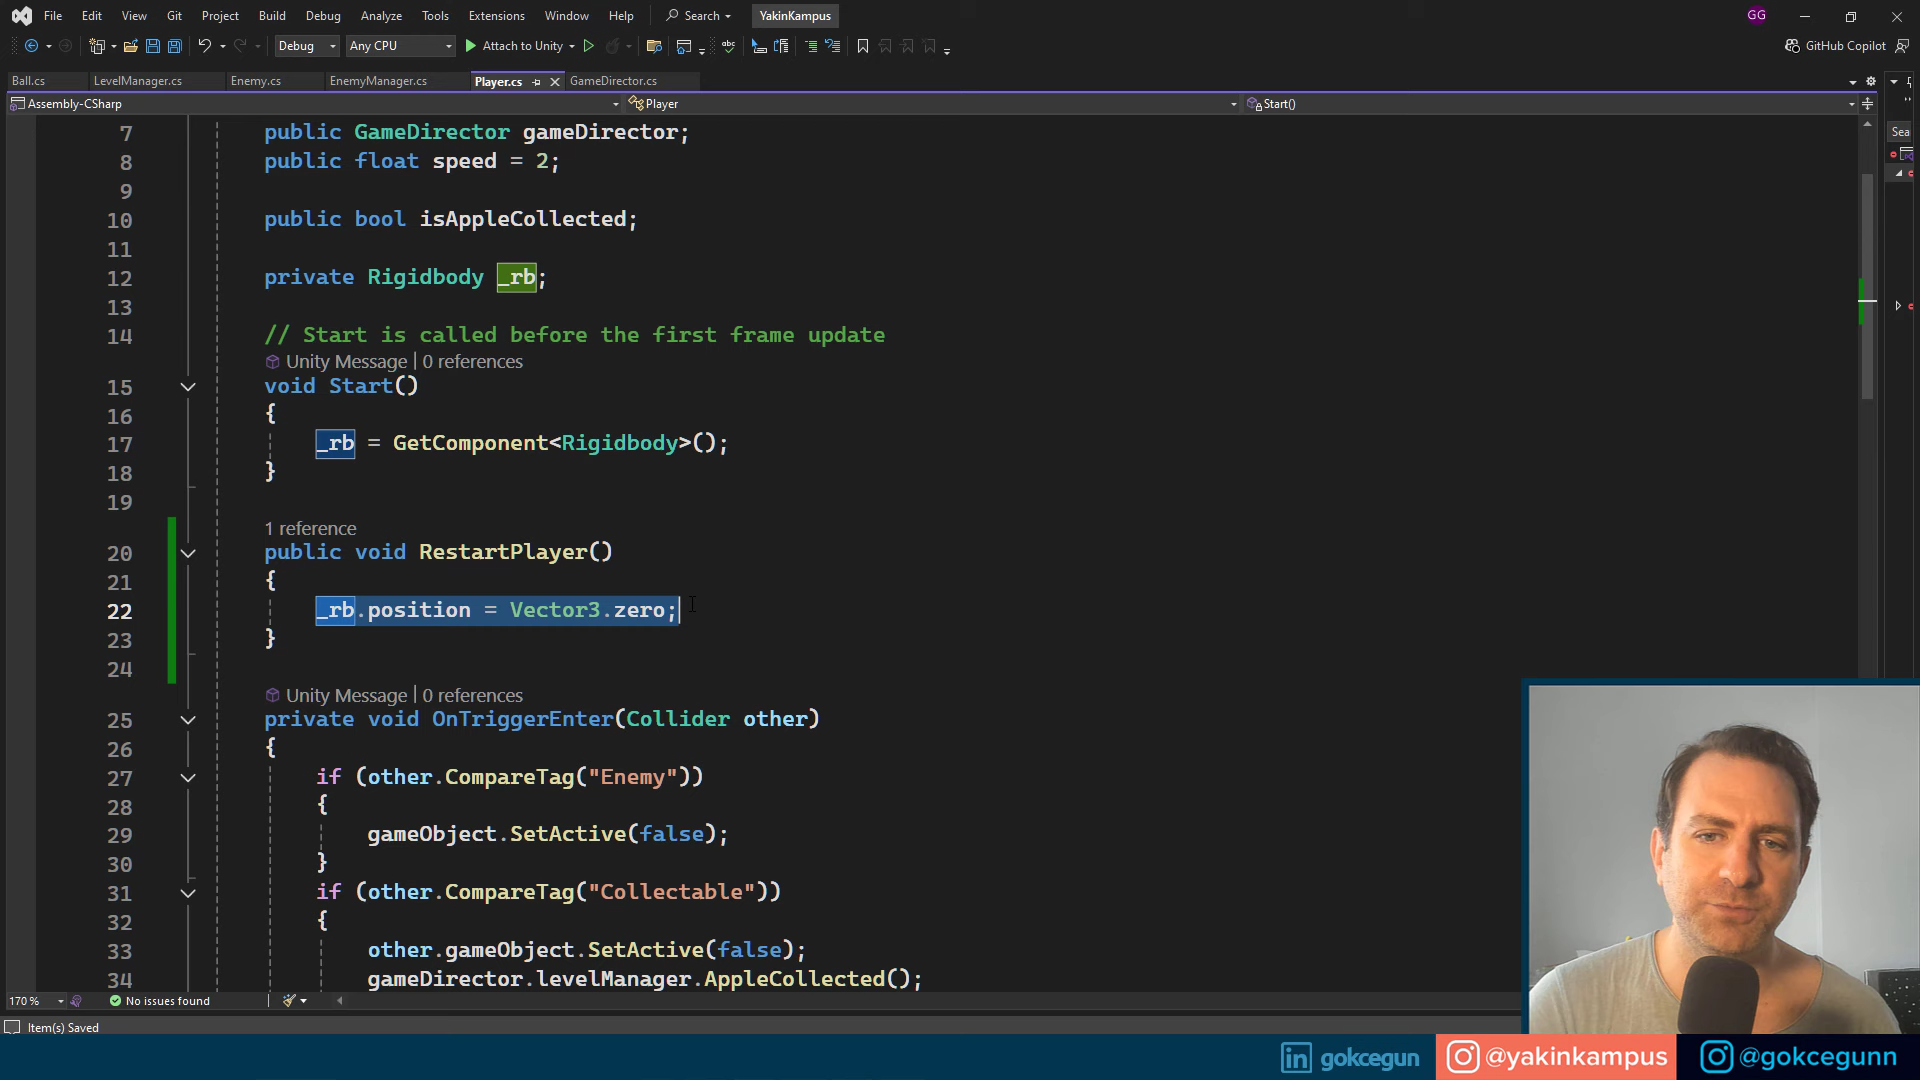 File Edit View Git Project Build Debug Analyze Tools Extensions Window Help Search YakinKampus GG
Debug Any CPU Attach to Unity GitHub Copilot
Ball.cs LevelManager.cs Enemy.cs EnemyManager.cs Player.cs GameDirector.cs
Assembly-CSharp Player Start()
Sea
7 public GameDirector gameDirector;
8 public float speed = 2;
9
10 public bool isAppleCollected;
11
12 private Rigidbody _rb;
13
14 // Start is called before the first frame update
Unity Message | 0 references
15 void Start()
16 {
17 _rb = GetComponent<Rigidbody>();
18 }
19
1 reference
20 public void RestartPlayer()
21 {
22 _rb.position = Vector3.zero;
23 }
24
Unity Message | 0 references
25 private void OnTriggerEnter(Collider other)
26 {
27 if (other.CompareTag("Enemy"))
28 {
29 gameObject.SetActive(false);
30 }
31 if (other.CompareTag("Collectable"))
32 {
33 other.gameObject.SetActive(false);
34 gameDirector.levelManager.AppleCollected();
170 % No issues found
Item(s) Saved
gokcegun @yakinkampus @gokcegunn